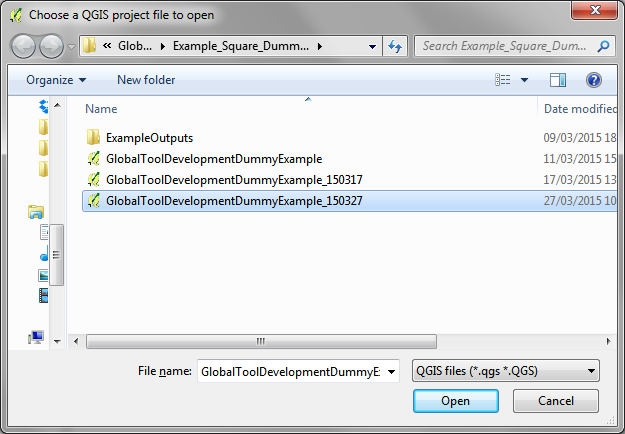 Choose a QGIS project file to open
« Glob... Example_Square_Dumm... Search Example_Square_Dum...
Organize New folder
Name Date modified
ExampleOutputs 09/03/2015 18
GlobalToolDevelopmentDummyExample 11/03/2015 15
GlobalToolDevelopmentDummyExample_150317 17/03/2015 13
GlobalToolDevelopmentDummyExample_150327 27/03/2015 10
File name: GlobalToolDevelopmentDummyE QGIS files (*.qgs *.QGS)
Open Cancel